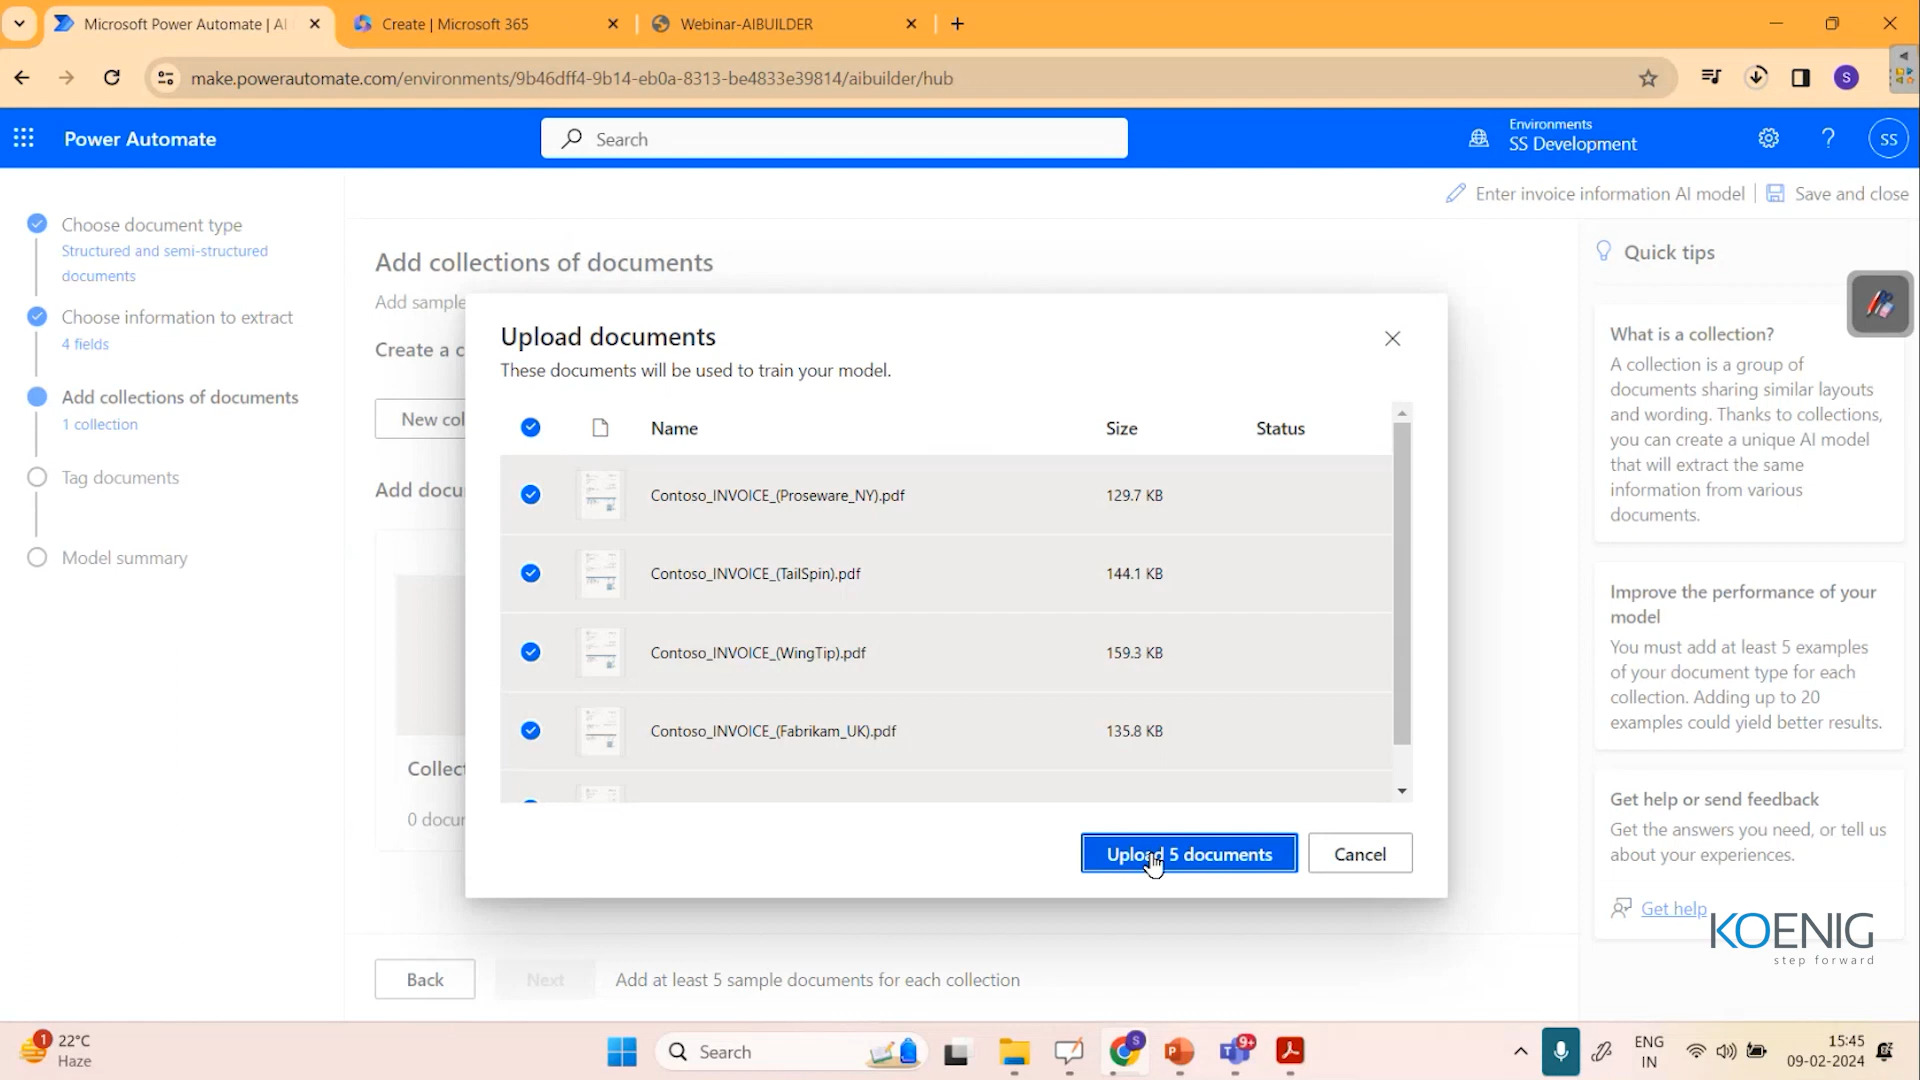 Microsoft Power Automate | AI
Create | Microsoft 365
Webinar-AIBUILDER
make.powerautomate.com/environments/9b46dff4-9b14-eb0a-8313-be4833e39814/aibuilder/hub
S
Power Automate
Search
Environments
SS Development
?
SS
Enter invoice information AI model
Save and close
Choose document type
Structured and semi-structured
documents
Choose information to extract
4 fields
Add collections of documents
1 collection
Tag documents
Model summary
Add collections of documents
Add sample
Create a c
New col
Add docu
Collect
0 docur
Upload documents
These documents will be used to train your model.
Name Size Status
Contoso_INVOICE_(Proseware_NY).pdf 129.7 KB
Contoso_INVOICE_(TailSpin).pdf 144.1 KB
Contoso_INVOICE_(WingTip).pdf 159.3 KB
Contoso_INVOICE_(Fabrikam_UK).pdf 135.8 KB
Upload 5 documents
Cancel
Back
Next
Add at least 5 sample documents for each collection
Quick tips
What is a collection?
A collection is a group of
documents sharing similar layouts
and wording. Thanks to collections,
you can create a unique AI model
that will extract the same
information from various
documents.
Improve the performance of your
model
You must add at least 5 examples
of your document type for each
collection. Adding up to 20
examples could yield better results.
Get help or send feedback
Get the answers you need, or tell us
about your experiences.
Get help
KOENIG
step forward
1
22°C
Haze
Search
S
9+
ENG
IN
15:45
09-02-2024